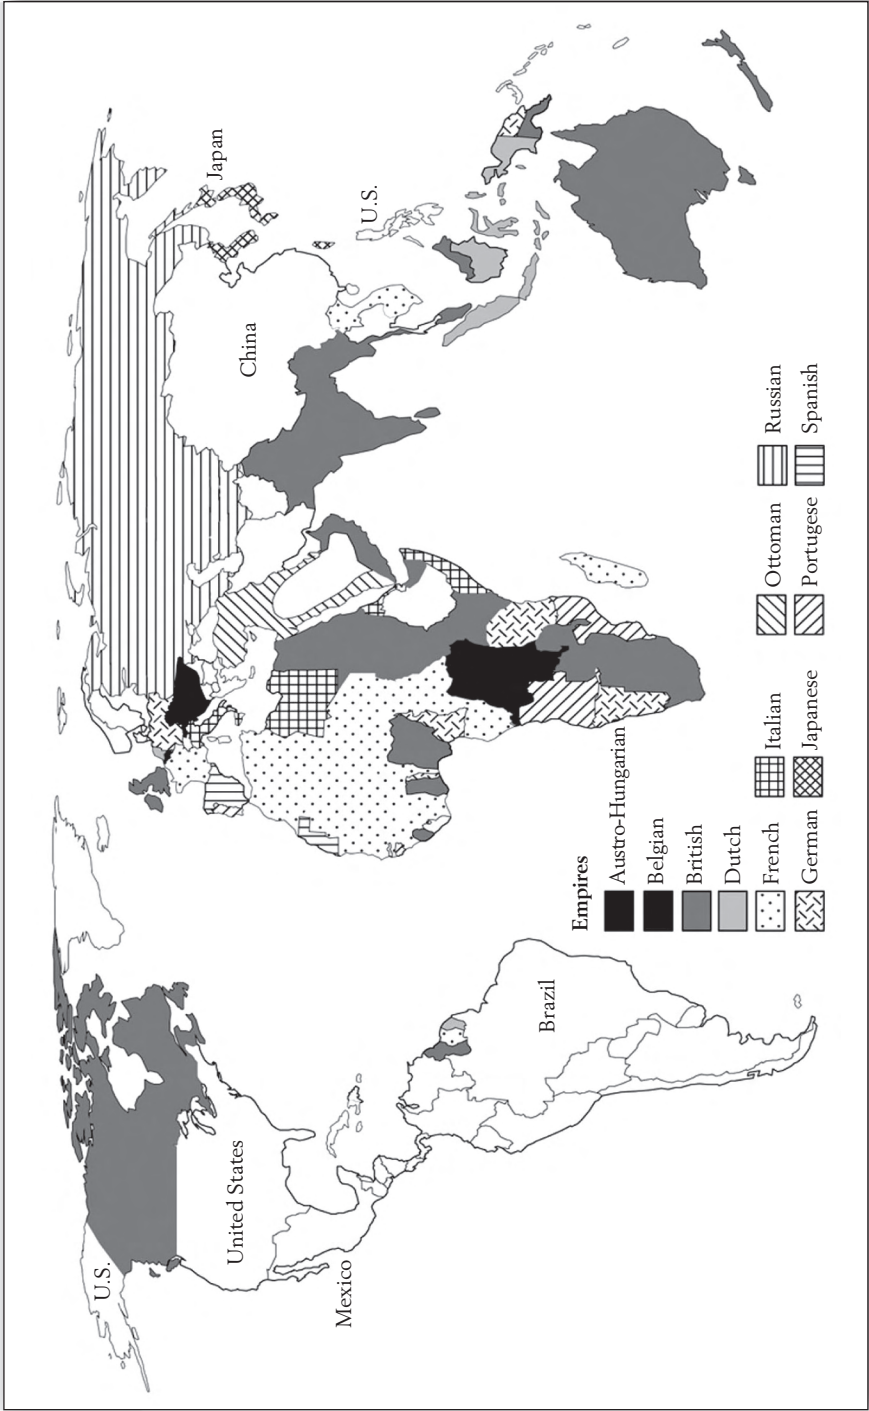 U.S.
United States
Mexico
Brazil
China
Japan
U.S.
Empires
Austro-Hungarian
Belgian
British
Dutch
French
German
Italian
Japanese
Ottoman
Portugese
Russian
Spanish